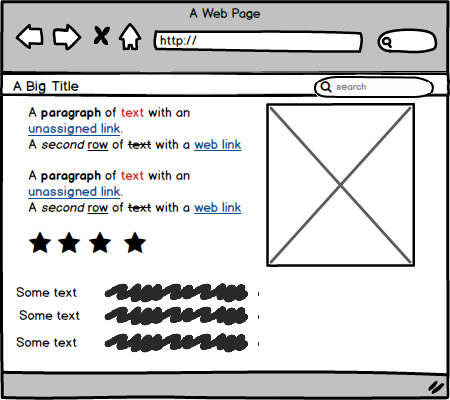 A Web Page
http://
A Big Title
search
A paragraph of text with an
unassigned link.
A second row of text with a web link
A paragraph of text with an
unassigned link.
A second row of text with a web link
Some text
Some text
Some text